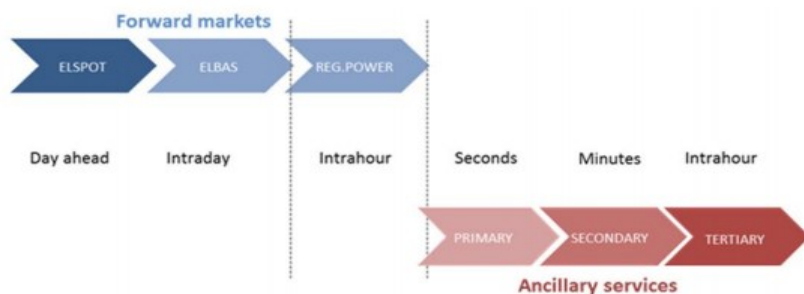 Forward markets
ELSPOT ELBAS REG.POWER
Day ahead Intraday Intrahour Seconds Minutes Intrahour
PRIMARY SECONDARY TERTIARY
Ancillary services